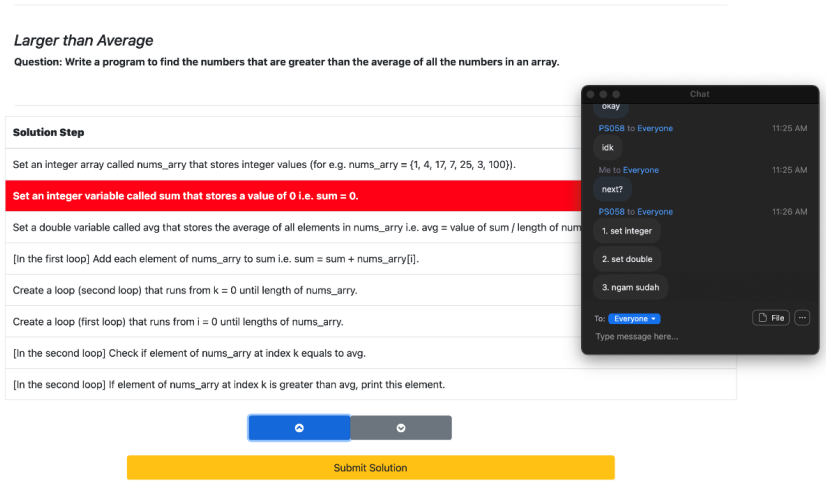 Larger than Average
Question: Write a program to find the numbers that are greater than the average of all the numbers in an array.
Solution Step
Set an integer array called nums_arry that stores integer values (for e.g. nums_arry = {1, 4, 17, 7, 25, 3, 100}).
Set an integer variable called sum that stores a value of 0 i.e. sum = 0.
Set a double variable called avg that stores the average of all elements in nums_arry i.e. avg = value of sum / length of num
[In the first loop] Add each element of nums_arry to sum i.e. sum = sum + nums_arry[i].
Create a loop (second loop) that runs from k = 0 until length of nums_arry.
Create a loop (first loop) that runs from i = 0 until lengths of nums_arry.
[In the second loop] Check if element of nums_arry at index k equals to avg.
[In the second loop] If element of nums_arry at index k is greater than avg, print this element.
Submit Solution
Chat
okay
PS058 to Everyone 11:25 AM
idk
Me to Everyone 11:25 AM
next?
PS058 to Everyone 11:26 AM
1. set integer
2. set double
3. ngam sudah
To: Everyone File
Type message here...